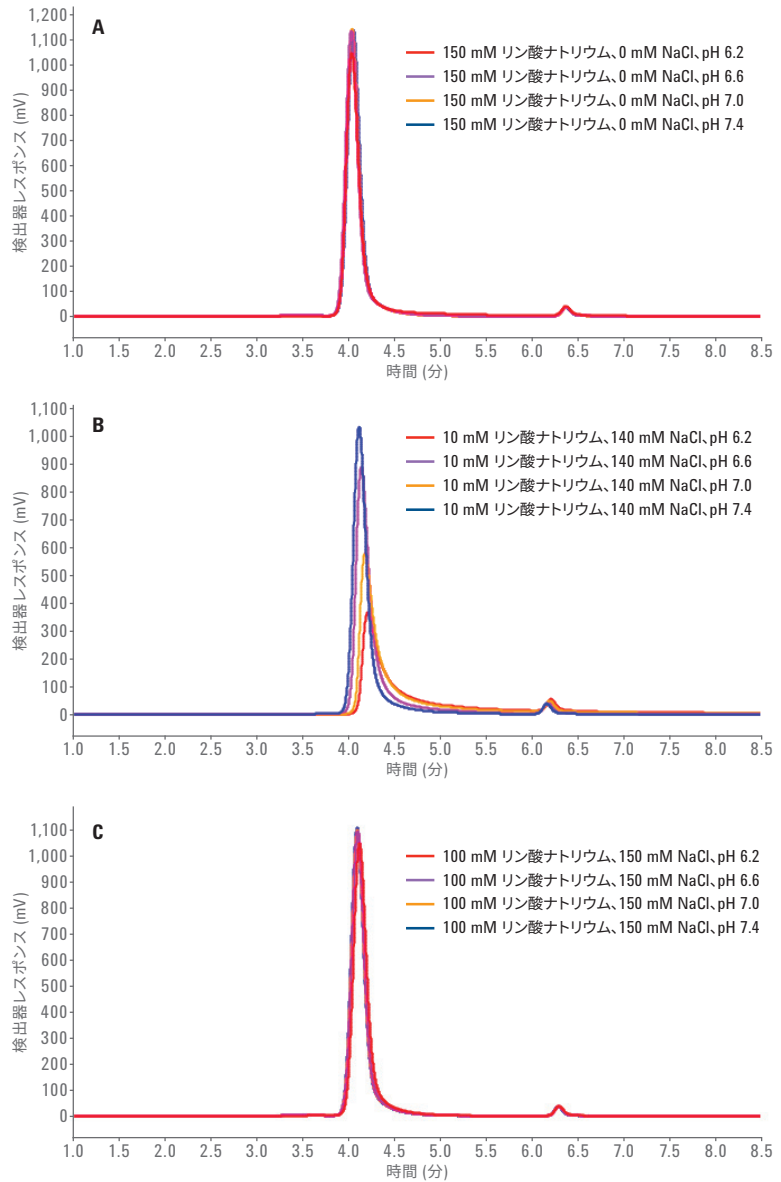 A
1,200
1,100
1,000
900
800
700
600
500
400
300
200
100
0
検出器レスポンス (mV)
150 mM リン酸ナトリウム、0 mM NaCl、pH 6.2
150 mM リン酸ナトリウム、0 mM NaCl、pH 6.6
150 mM リン酸ナトリウム、0 mM NaCl、pH 7.0
150 mM リン酸ナトリウム、0 mM NaCl、pH 7.4
1.0 1.5 2.0 2.5 3.0 3.5 4.0 4.5 5.0 5.5 6.0 6.5 7.0 7.5 8.0 8.5
時間 (分)
B
1,100
1,000
900
800
700
600
500
400
300
200
100
0
検出器レスポンス (mV)
10 mM リン酸ナトリウム、140 mM NaCl、pH 6.2
10 mM リン酸ナトリウム、140 mM NaCl、pH 6.6
10 mM リン酸ナトリウム、140 mM NaCl、pH 7.0
10 mM リン酸ナトリウム、140 mM NaCl、pH 7.4
1.0 1.5 2.0 2.5 3.0 3.5 4.0 4.5 5.0 5.5 6.0 6.5 7.0 7.5 8.0 8.5
時間 (分)
C
1,100
1,000
900
800
700
600
500
400
300
200
100
0
検出器レスポンス (mV)
100 mM リン酸ナトリウム、150 mM NaCl、pH 6.2
100 mM リン酸ナトリウム、150 mM NaCl、pH 6.6
100 mM リン酸ナトリウム、150 mM NaCl、pH 7.0
100 mM リン酸ナトリウム、150 mM NaCl、pH 7.4
1.0 1.5 2.0 2.5 3.0 3.5 4.0 4.5 5.0 5.5 6.0 6.5 7.0 7.5 8.0 8.5
時間 (分)